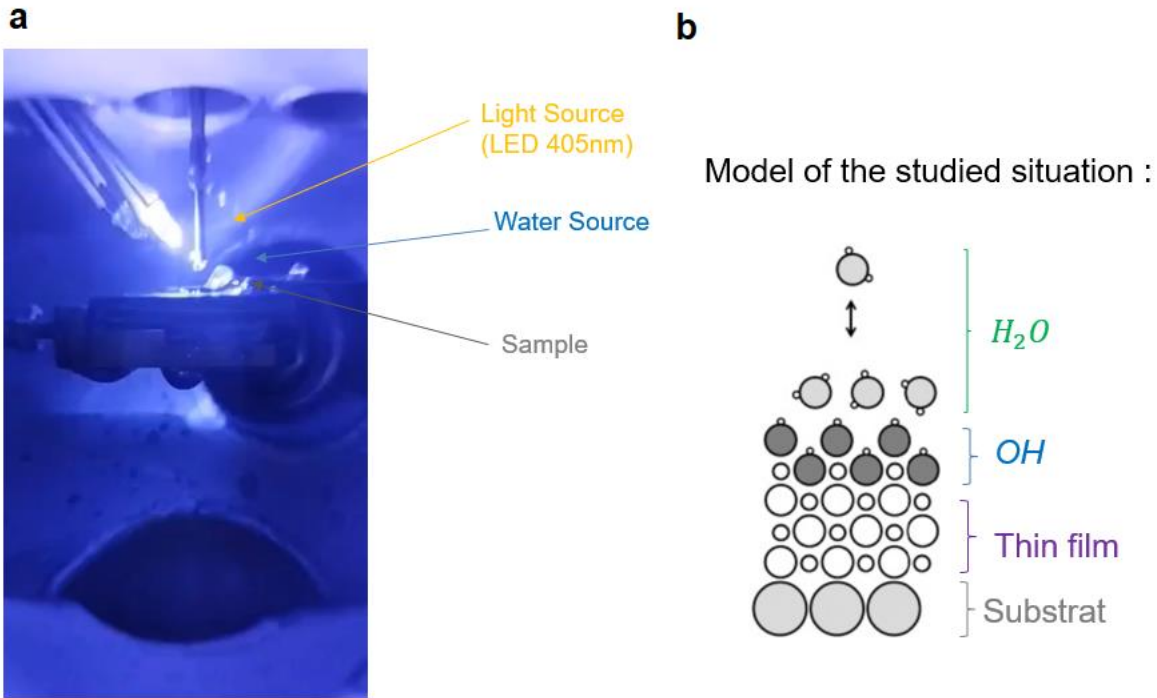 a
Light Source
(LED 405nm)
Water Source
Sample
b
Model of the studied situation :
H₂O
OH
Thin film
Substrat